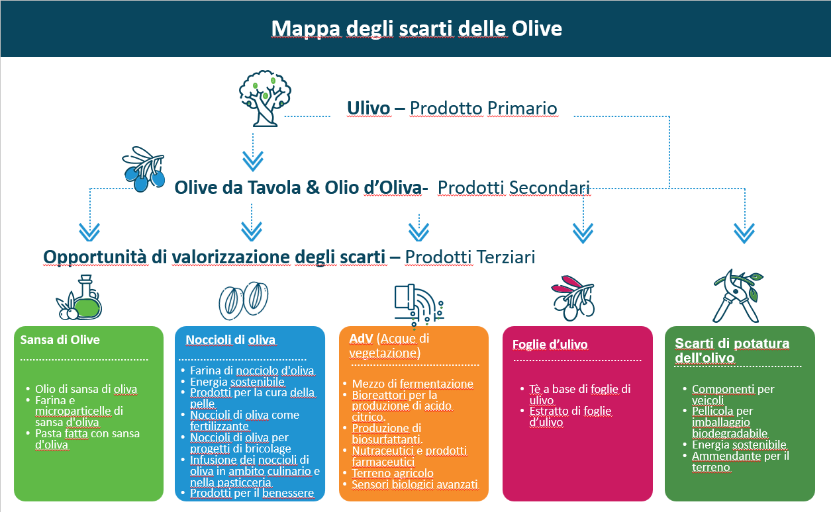 Mappa degli scarti delle Olive
Ulivo – Prodotto Primario
Olive da Tavola & Olio d'Oliva- Prodotti Secondari
Opportunità di valorizzazione degli scarti – Prodotti Terziari
Sansa di Olive
• Olio di sansa di oliva
• Farina e
microparticelle di
sansa d'oliva
• Pasta fatta con sansa
d'oliva
Noccioli di oliva
• Farina di nocciolo d'oliva
• Energia sostenibile
• Prodotti per la cura della
pelle
• Noccioli di oliva come
fertilizzante
• Noccioli di oliva per
progetti di bricolage
• Infusione dei noccioli di
oliva in ambito culinario e
nella pasticceria
• Prodotti per il benessere
AdV (Acque di
vegetazione)
• Mezzo di fermentazione
• Bioreattori per la
produzione di acido
citrico.
• Produzione di
biosurfattanti.
• Nutraceutici e prodotti
farmaceutici
• Terreno agricolo
• Sensori biologici avanzati
Foglie d'ulivo
• Tè a base di foglie di
ulivo
• Estratto di foglie
d'ulivo
Scarti di potatura
dell'olivo
• Componenti per
veicoli
• Pellicola per
imballaggio
biodegradabile
• Energia sostenibile
• Ammendante per il
terreno